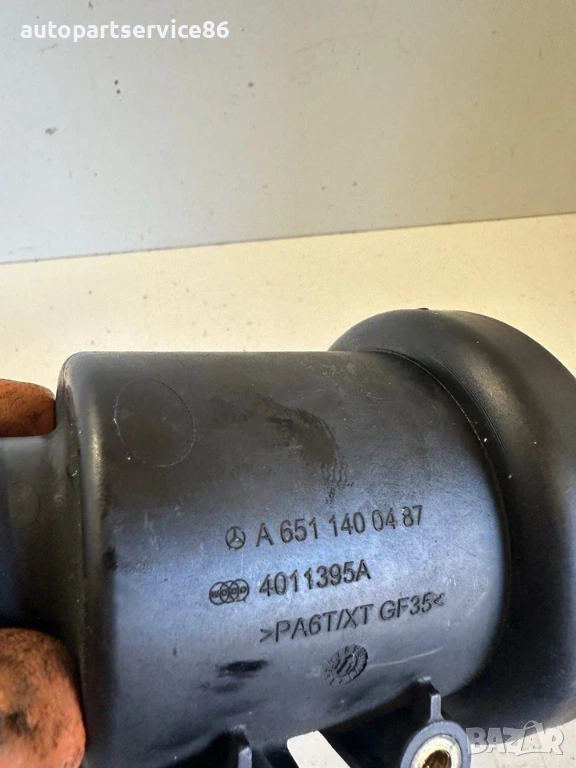 autopartservice86
A 651 140 04 87
4011395A
>PA6T/XT GF35<
BAZAR